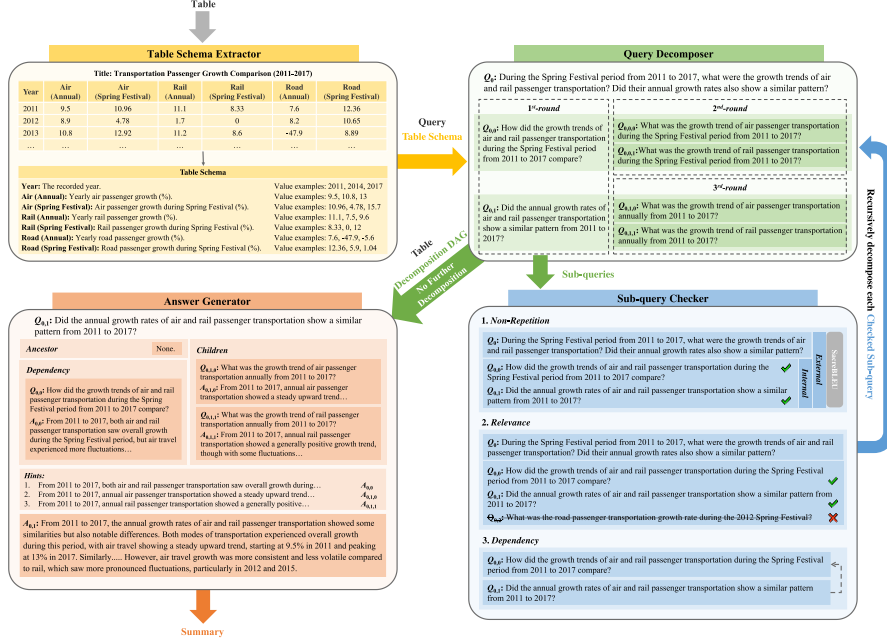 Table
Table Schema Extractor
Title: Transportation Passenger Growth Comparison (2011-2017)
Year Air (Annual) Air (Spring Festival) Rail (Annual) Rail (Spring Festival) Road (Annual) Road (Spring Festival)
2011 9.5 10.96 11.1 8.33 7.6 12.36
2012 8.9 4.78 1.7 0 8.2 10.65
2013 10.8 12.92 11.2 8.6 -47.9 8.89
… … … … … … …
Table Schema
Year: The recorded year. Value examples: 2011, 2014, 2017
Air (Annual): Yearly air passenger growth (%). Value examples: 9.5, 10.8, 13
Air (Spring Festival): Air passenger growth during Spring Festival (%). Value examples: 10.96, 4.78, 15.7
Rail (Annual): Yearly rail passenger growth (%). Value examples: 11.1, 7.5, 9.6
Rail (Spring Festival): Rail passenger growth during Spring Festival (%). Value examples: 8.33, 0, 12
Road (Annual): Yearly road passenger growth (%). Value examples: 7.6, -47.9, -5.6
Road (Spring Festival): Road passenger growth during Spring Festival (%). Value examples: 12.36, 5.9, 1.04
Query
Table Schema
Query Decomposer
Q0: During the Spring Festival period from 2011 to 2017, what were the growth trends of air
and rail passenger transportation? Did their annual growth rates also show a similar pattern?
1st-round
Q0,0: How did the growth trends of
air and rail passenger transportation
during the Spring Festival period
from 2011 to 2017 compare?
Q0,1: Did the annual growth rates of
air and rail passenger transportation
show a similar pattern from 2011 to
2017?
2nd-round
Q0,0,0: What was the growth trend of air passenger transportation
during the Spring Festival period from 2011 to 2017?
Q0,0,1:What was the growth trend of rail passenger transportation
during the Spring Festival period from 2011 to 2017?
3rd-round
Q0,1,0: What was the growth trend of air passenger transportation
annually from 2011 to 2017?
Q0,1,1: What was the growth trend of rail passenger transportation
annually from 2011 to 2017?
Recursively decompose each Checked Sub-query
Table
Decomposition DAG
No Further
Decomposition
Sub-queries
Answer Generator
Q0,1: Did the annual growth rates of air and rail passenger transportation show a similar
pattern from 2011 to 2017?
Ancestor None.
Dependency
Q0,0: How did the growth trends of air and rail
passenger transportation during the Spring
Festival period from 2011 to 2017 compare?
A0,0: From 2011 to 2017, both air and rail
passenger transportation saw overall growth
during the Spring Festival period, but air travel
experienced more fluctuations…
Children
Q0,1,0: What was the growth trend of air passenger
transportation annually from 2011 to 2017?
A0,1,0: From 2011 to 2017, annual air passenger
transportation showed a steady upward trend…
Q0,1,1: What was the growth trend of rail passenger
transportation annually from 2011 to 2017?
A0,1,1: From 2011 to 2017, annual rail passenger
transportation showed a generally positive growth trend,
though with some fluctuations…
Hints:
1. From 2011 to 2017, both air and rail passenger transportation saw overall growth during… A0,0
2. From 2011 to 2017, annual air passenger transportation showed a steady upward trend… A0,1,0
3. From 2011 to 2017, annual rail passenger transportation showed a generally positive… A0,1,1
A0,1: From 2011 to 2017, the annual growth rates of air and rail passenger transportation showed some
similarities but also notable differences. Both modes of transportation experienced overall growth
during this period, with air travel showing a steady upward trend, starting at 9.5% in 2011 and peaking
at 13% in 2017. Similarly..... However, air travel growth was more consistent and less volatile compared
to rail, which saw more pronounced fluctuations, particularly in 2012 and 2015.
Summary
Sub-query Checker
1. Non-Repetition
Q0: During the Spring Festival period from 2011 to 2017, what were the growth trends of air
and rail passenger transportation? Did their annual growth rates also show a similar pattern?
Q0,0: How did the growth trends of air and rail passenger transportation during the
Spring Festival period from 2011 to 2017 compare?
Q0,1: Did the annual growth rates of air and rail passenger transportation show a similar
pattern from 2011 to 2017?
Internal
External
SacreBLEU
2. Relevance
Q0: During the Spring Festival period from 2011 to 2017, what were the growth trends of air and rail
passenger transportation? Did their annual growth rates also show a similar pattern?
Q0,0: How did the growth trends of air and rail passenger transportation during the Spring Festival
period from 2011 to 2017 compare?
Q0,1: Did the annual growth rates of air and rail passenger transportation show a similar pattern from
2011 to 2017?
Q0,2: What was the road passenger transportation growth rate during the 2012 Spring Festival?
3. Dependency
Q0,0: How did the growth trends of air and rail passenger transportation during the Spring Festival
period from 2011 to 2017 compare?
Q0,1: Did the annual growth rates of air and rail passenger transportation show a similar pattern
from 2011 to 2017?